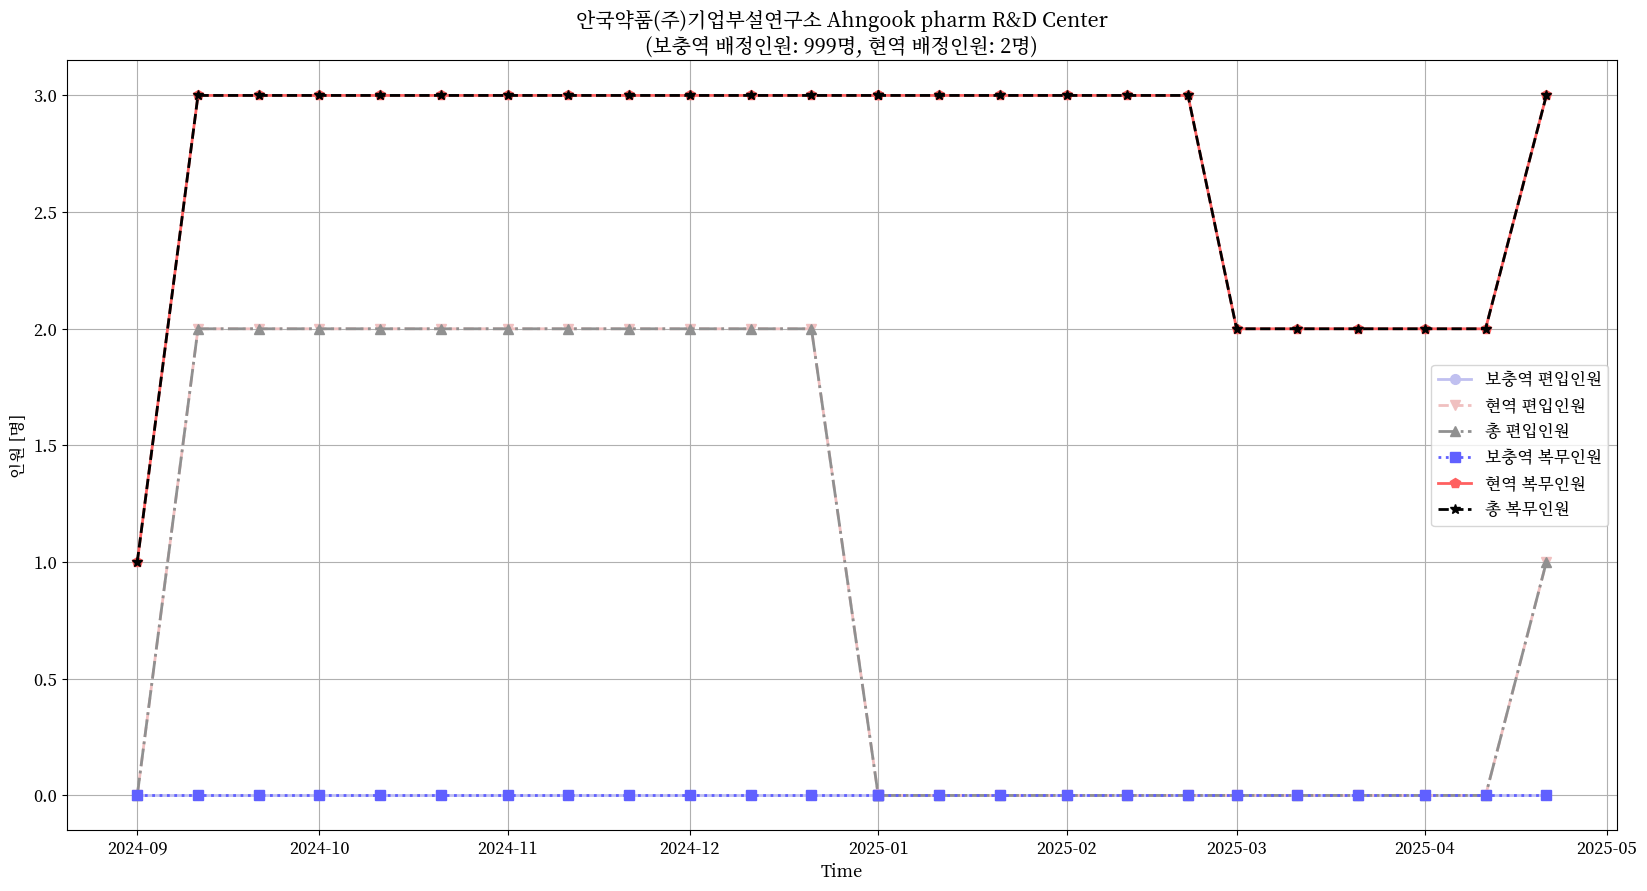 안국약품(주)기업부설연구소 Ahngook pharm R&D Center
(보충역 배정인원: 999명, 현역 배정인원: 2명)
인원 [명]
3.0
2.5
2.0
1.5
1.0
0.5
0.0
보충역 편입인원
현역 편입인원
총 편입인원
보충역 복무인원
현역 복무인원
총 복무인원
2024-09
2024-10
2024-11
2024-12
2025-01
2025-02
2025-03
2025-04
2025-05
Time